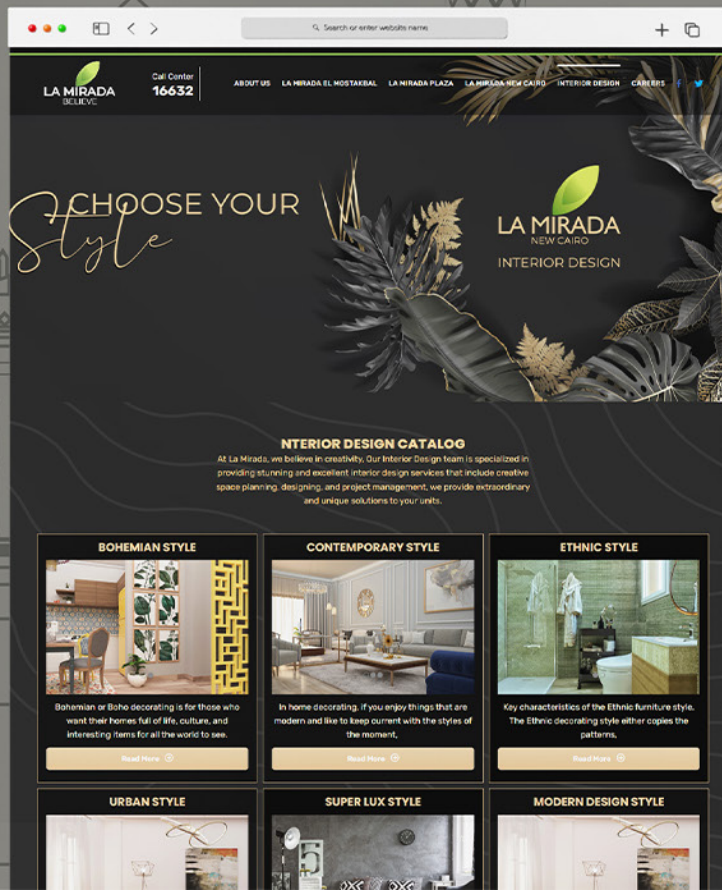 Search or enter website name
LA MIRADA
BELIEVE
Call Center
16632
ABOUT US LA MIRADA EL MOSTAKBAL LA MIRADA PLAZA LA MIRADA NEW CAIRO INTERIOR DESIGN CAREERS
CHOOSE YOUR
Style
LA MIRADA
NEW CAIRO
INTERIOR DESIGN
NTERIOR DESIGN CATALOG
At La Mirada, we believe in creativity, Our Interior Design team is specialized in
providing stunning and excellent interior design services that include creative
space planning, designing, and project management, we provide extraordinary
and unique solutions to your units.
BOHEMIAN STYLE
Bohemian or Boho decorating is for those who
want their homes full of life, culture, and
interesting items for all the world to see.
Read More
CONTEMPORARY STYLE
In home decorating, if you enjoy things that are
modern and like to keep current with the styles of
the moment,
Read More
ETHNIC STYLE
Key characteristics of the Ethnic furniture style.
The Ethnic decorating style either copies the
patterns,
Read More
URBAN STYLE
SUPER LUX STYLE
5
MODERN DESIGN STYLE